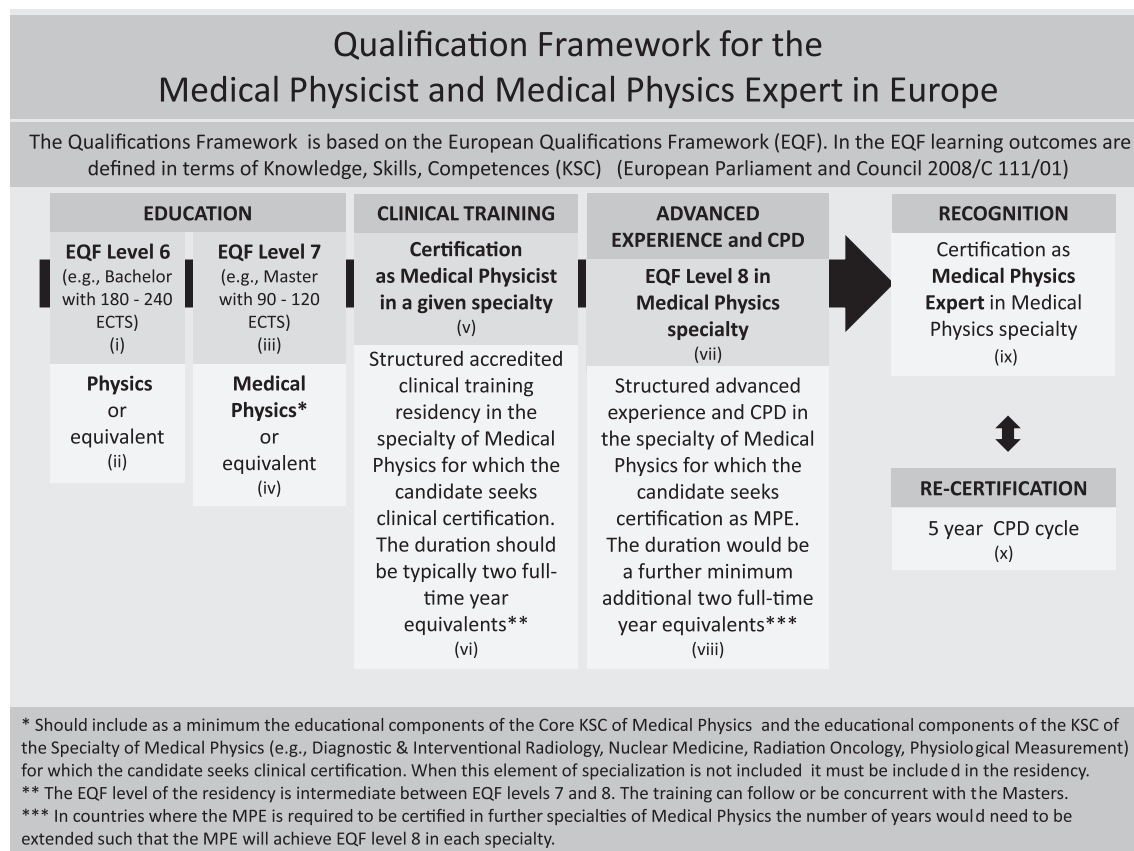 Qualification Framework for the
Medical Physicist and Medical Physics Expert in Europe
The Qualifications Framework is based on the European Qualifications Framework (EQF). In the EQF learning outcomes are
defined in terms of Knowledge, Skills, Competences (KSC) (European Parliament and Council 2008/C 111/01)
EDUCATION
EQF Level 6
(e.g., Bachelor
with 180 - 240
ECTS)
(i)
Physics
or
equivalent
(ii)
EQF Level 7
(e.g., Master
with 90 - 120
ECTS)
(iii)
Medical
Physics*
or
equivalent
(iv)
CLINICAL TRAINING
Certification
as Medical Physicist
in a given specialty
(v)
Structured accredited
clinical training
residency in the
specialty of Medical
Physics for which the
candidate seeks
clinical certification.
The duration should
be typically two full-
time year
equivalents**
(vi)
ADVANCED
EXPERIENCE and CPD
EQF Level 8 in
Medical Physics
specialty
(vii)
Structured advanced
experience and CPD in
the specialty of Medical
Physics for which the
candidate seeks
certification as MPE.
The duration would be
a further minimum
additional two full-time
year equivalents***
(viii)
RECOGNITION
Certification as
Medical Physics
Expert in Medical
Physics specialty
(ix)
RE-CERTIFICATION
5 year CPD cycle
(x)
* Should include as a minimum the educational components of the Core KSC of Medical Physics and the educational components of the KSC of
the Specialty of Medical Physics (e.g., Diagnostic & Interventional Radiology, Nuclear Medicine, Radiation Oncology, Physiological Measurement)
for which the candidate seeks clinical certification. When this element of specialization is not included it must be included in the residency.
** The EQF level of the residency is intermediate between EQF levels 7 and 8. The training can follow or be concurrent with the Masters.
*** In countries where the MPE is required to be certified in further specialties of Medical Physics the number of years would need to be
extended such that the MPE will achieve EQF level 8 in each specialty.